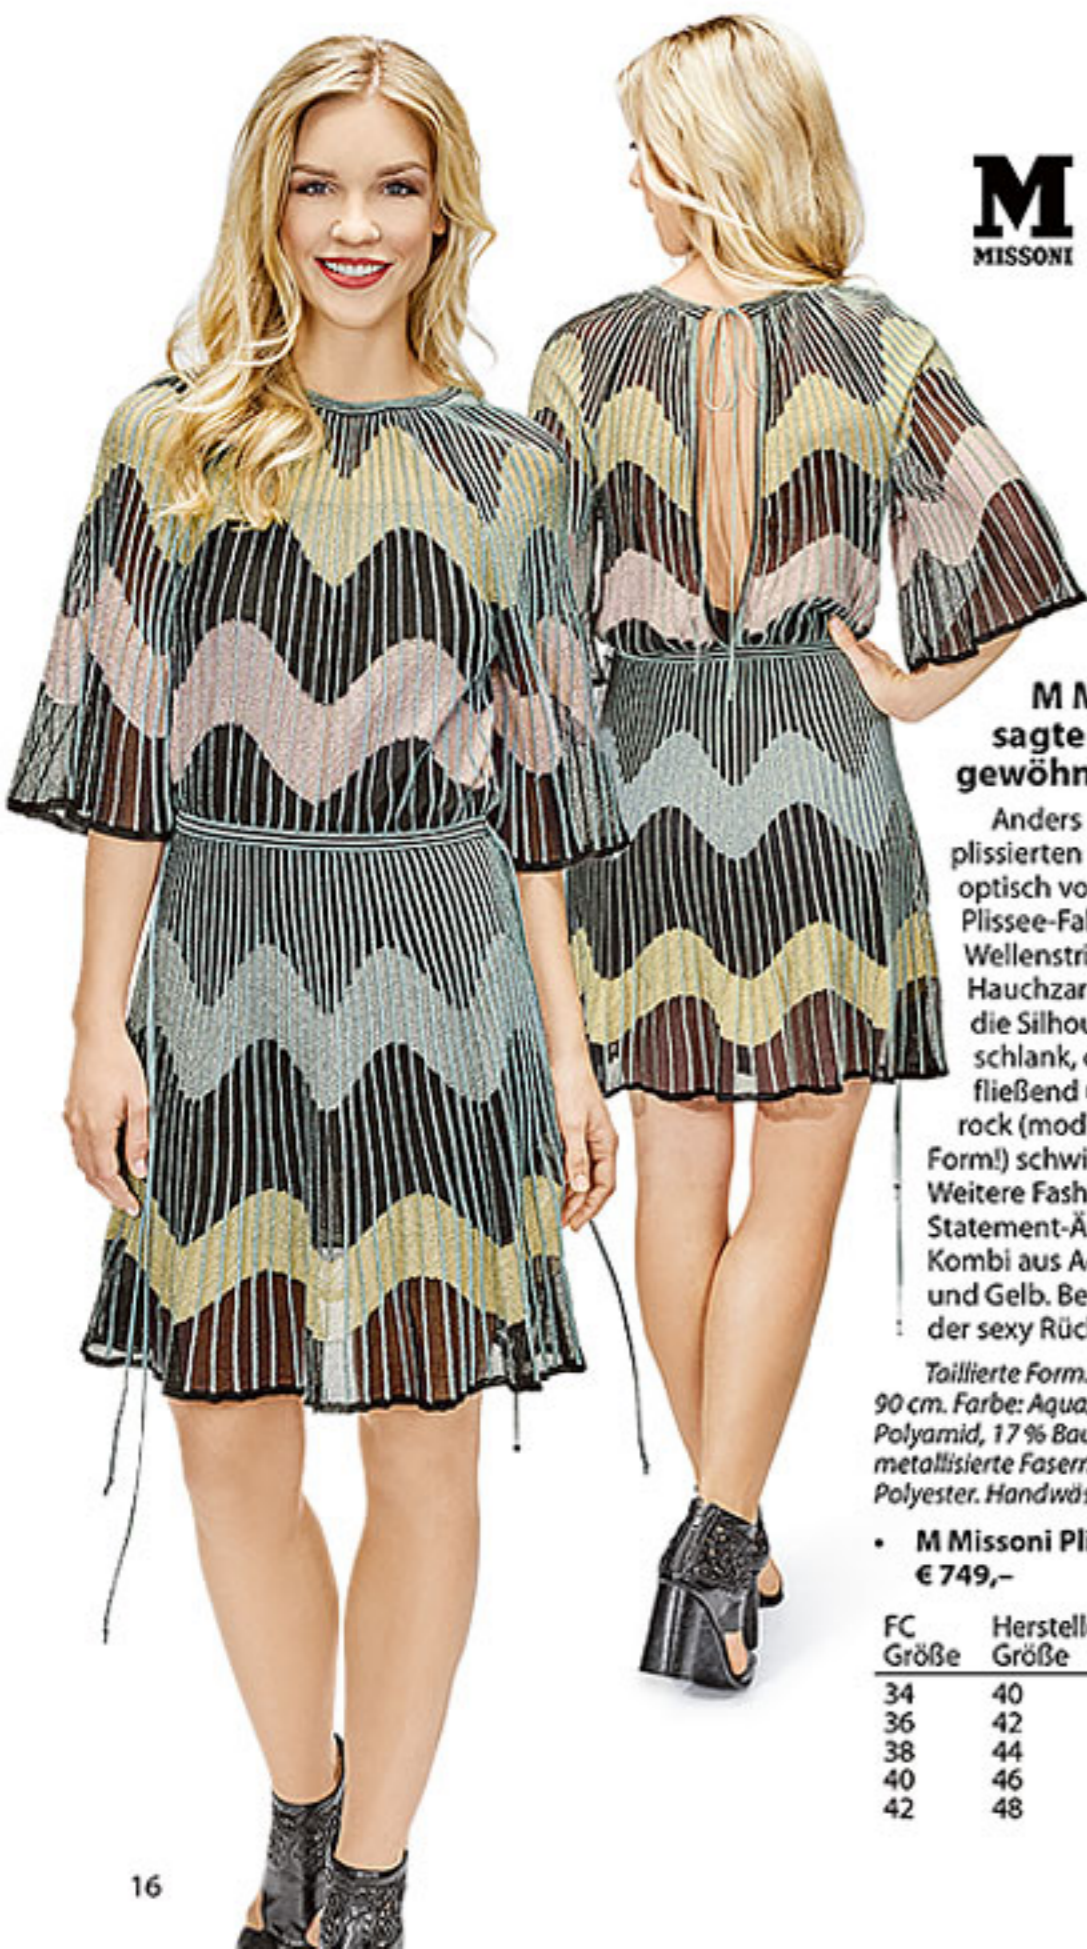 M
MISSONI
M M
sagte
gewöhn
Anders
plissierten
optisch vo
Plissee-Fal
Wellenstri
Hauchzar
die Silhou
schlank,
fließend
rock (mod
Form!) schwi
Weitere Fash
Statement-Ä
Kombi aus A
und Gelb. Be
der sexy Rück
Taillierte Form.
90 cm. Farbe: Aqua
Polyamid, 17 % Bau
metallisierte Fasern
Polyester. Handwäs
• M Missoni Pli
€ 749,–
FC Herstelle
Größe Größe
34 40
36 42
38 44
40 46
42 48
16